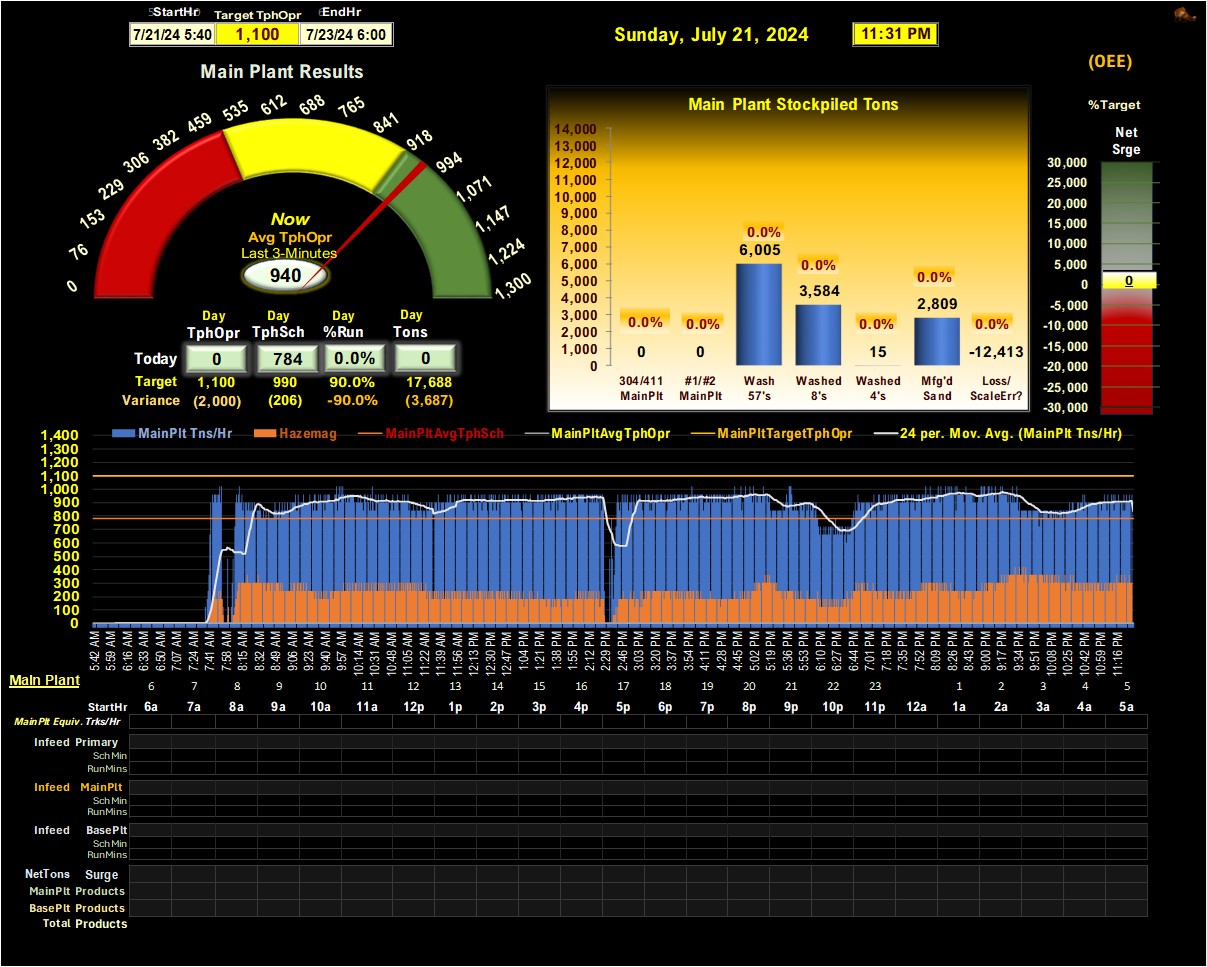 StartHr Target TphOpr EndHr
7/21/24 5:40 1,100 7/23/24 6:00
Sunday, July 21, 2024 11:31 PM
(OEE)
Main Plant Results
%Target
Net
Srge
0 76 153 229 306 382 459 535 612 688 765 841 918 994 1,071 1,147 1,224 1,300
Now
Avg TphOpr
Last 3-Minutes
940
Day Day Day Day
TphOpr TphSch %Run Tons
Today 0 784 0.0% 0
Target 1,100 990 90.0% 17,688
Variance (2,000) (206) -90.0% (3,687)
Main Plant Stockpiled Tons
14,000
13,000
12,000
11,000
10,000
9,000
8,000
7,000
6,000
5,000
4,000
3,000
2,000
1,000
0
0.0% 0.0% 0.0% 0.0% 0.0% 0.0% 0.0%
0 0 6,005 3,584 15 2,809 -12,413
304/411 #1/#2 Wash Washed Washed Mfg'd Loss/
MainPlt MainPlt 57's 8's 4's Sand ScaleErr?
30,000
25,000
20,000
15,000
10,000
5,000
0 0
-5,000
-10,000
-15,000
-20,000
-25,000
-30,000
MainPlt Tns/Hr Hazemag MainPltAvgTphSch MainPltAvgTphOpr MainPltTargetTphOpr 24 per. Mov. Avg. (MainPlt Tns/Hr)
1,400
1,300
1,200
1,100
1,000
900
800
700
600
500
400
300
200
100
0
5:42 AM 5:59 AM 6:16 AM 6:33 AM 6:50 AM 7:07 AM 7:24 AM 7:41 AM 7:58 AM 8:15 AM 8:32 AM 8:49 AM 9:06 AM 9:23 AM 9:40 AM 9:57 AM 10:14 AM 10:31 AM 10:48 AM 11:05 AM 11:22 AM 11:39 AM 11:56 AM 12:13 PM 12:30 PM 12:47 PM 1:04 PM 1:21 PM 1:38 PM 1:55 PM 2:12 PM 2:29 PM 2:46 PM 3:03 PM 3:20 PM 3:37 PM 3:54 PM 4:11 PM 4:28 PM 4:45 PM 5:02 PM 5:19 PM 5:36 PM 5:53 PM 6:10 PM 6:27 PM 6:44 PM 7:01 PM 7:18 PM 7:35 PM 7:52 PM 8:09 PM 8:26 PM 8:43 PM 9:00 PM 9:17 PM 9:34 PM 9:51 PM 10:08 PM 10:25 PM 10:42 PM 10:59 PM 11:16 PM
Main Plant 6 7 8 9 10 11 12 13 14 15 16 17 18 19 20 21 22 23 1 2 3 4 5
StartHr 6a 7a 8a 9a 10a 11a 12p 1p 2p 3p 4p 5p 6p 7p 8p 9p 10p 11p 12a 1a 2a 3a 4a 5a
MainPlt Equiv. Trks/Hr
Infeed Primary
Sch Min
RunMins
Infeed MainPlt
Sch Min
RunMins
Infeed BasePlt
Sch Min
RunMins
NetTons Surge
MainPlt Products
BasePlt Products
Total Products